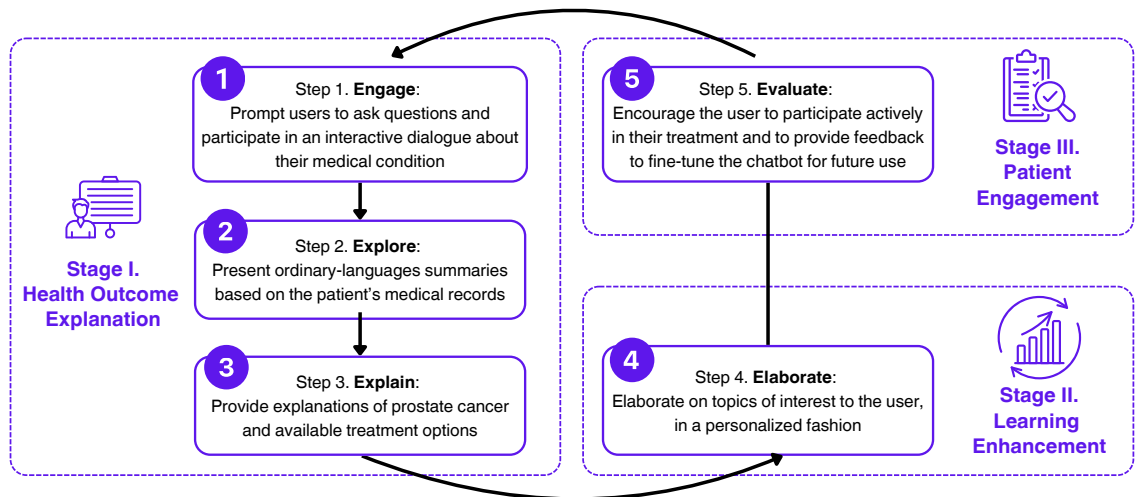 1
Step 1. Engage:
Prompt users to ask questions and
participate in an interactive dialogue about
their medical condition
2
Step 2. Explore:
Present ordinary-languages summaries
based on the patient's medical records
3
Step 3. Explain:
Provide explanations of prostate cancer
and available treatment options
Stage I.
Health Outcome
Explanation
4
Step 4. Elaborate:
Elaborate on topics of interest to the user,
in a personalized fashion
Stage II.
Learning
Enhancement
5
Step 5. Evaluate:
Encourage the user to participate actively
in their treatment and to provide feedback
to fine-tune the chatbot for future use
Stage III.
Patient
Engagement